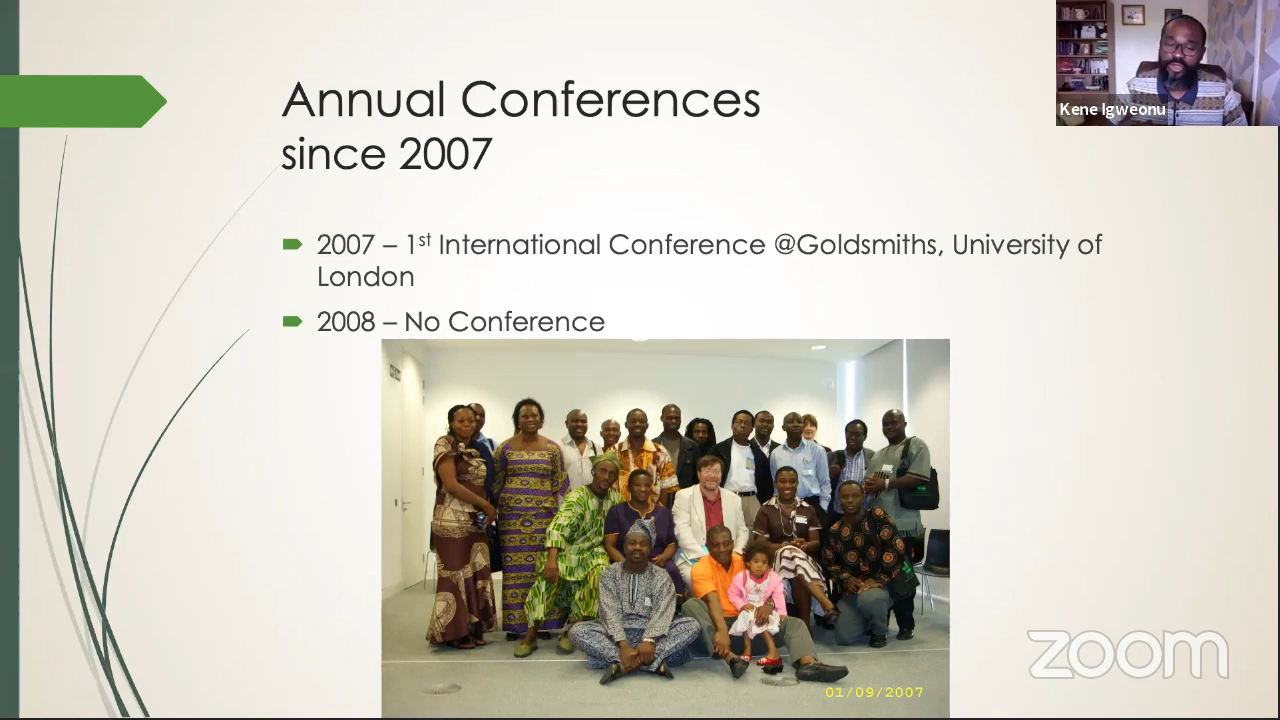 Annual Conferences
since 2007
Kene Igweonu
2007 – 1st International Conference @Goldsmiths, University of
London
2008 – No Conference
01/09/2007
zoom